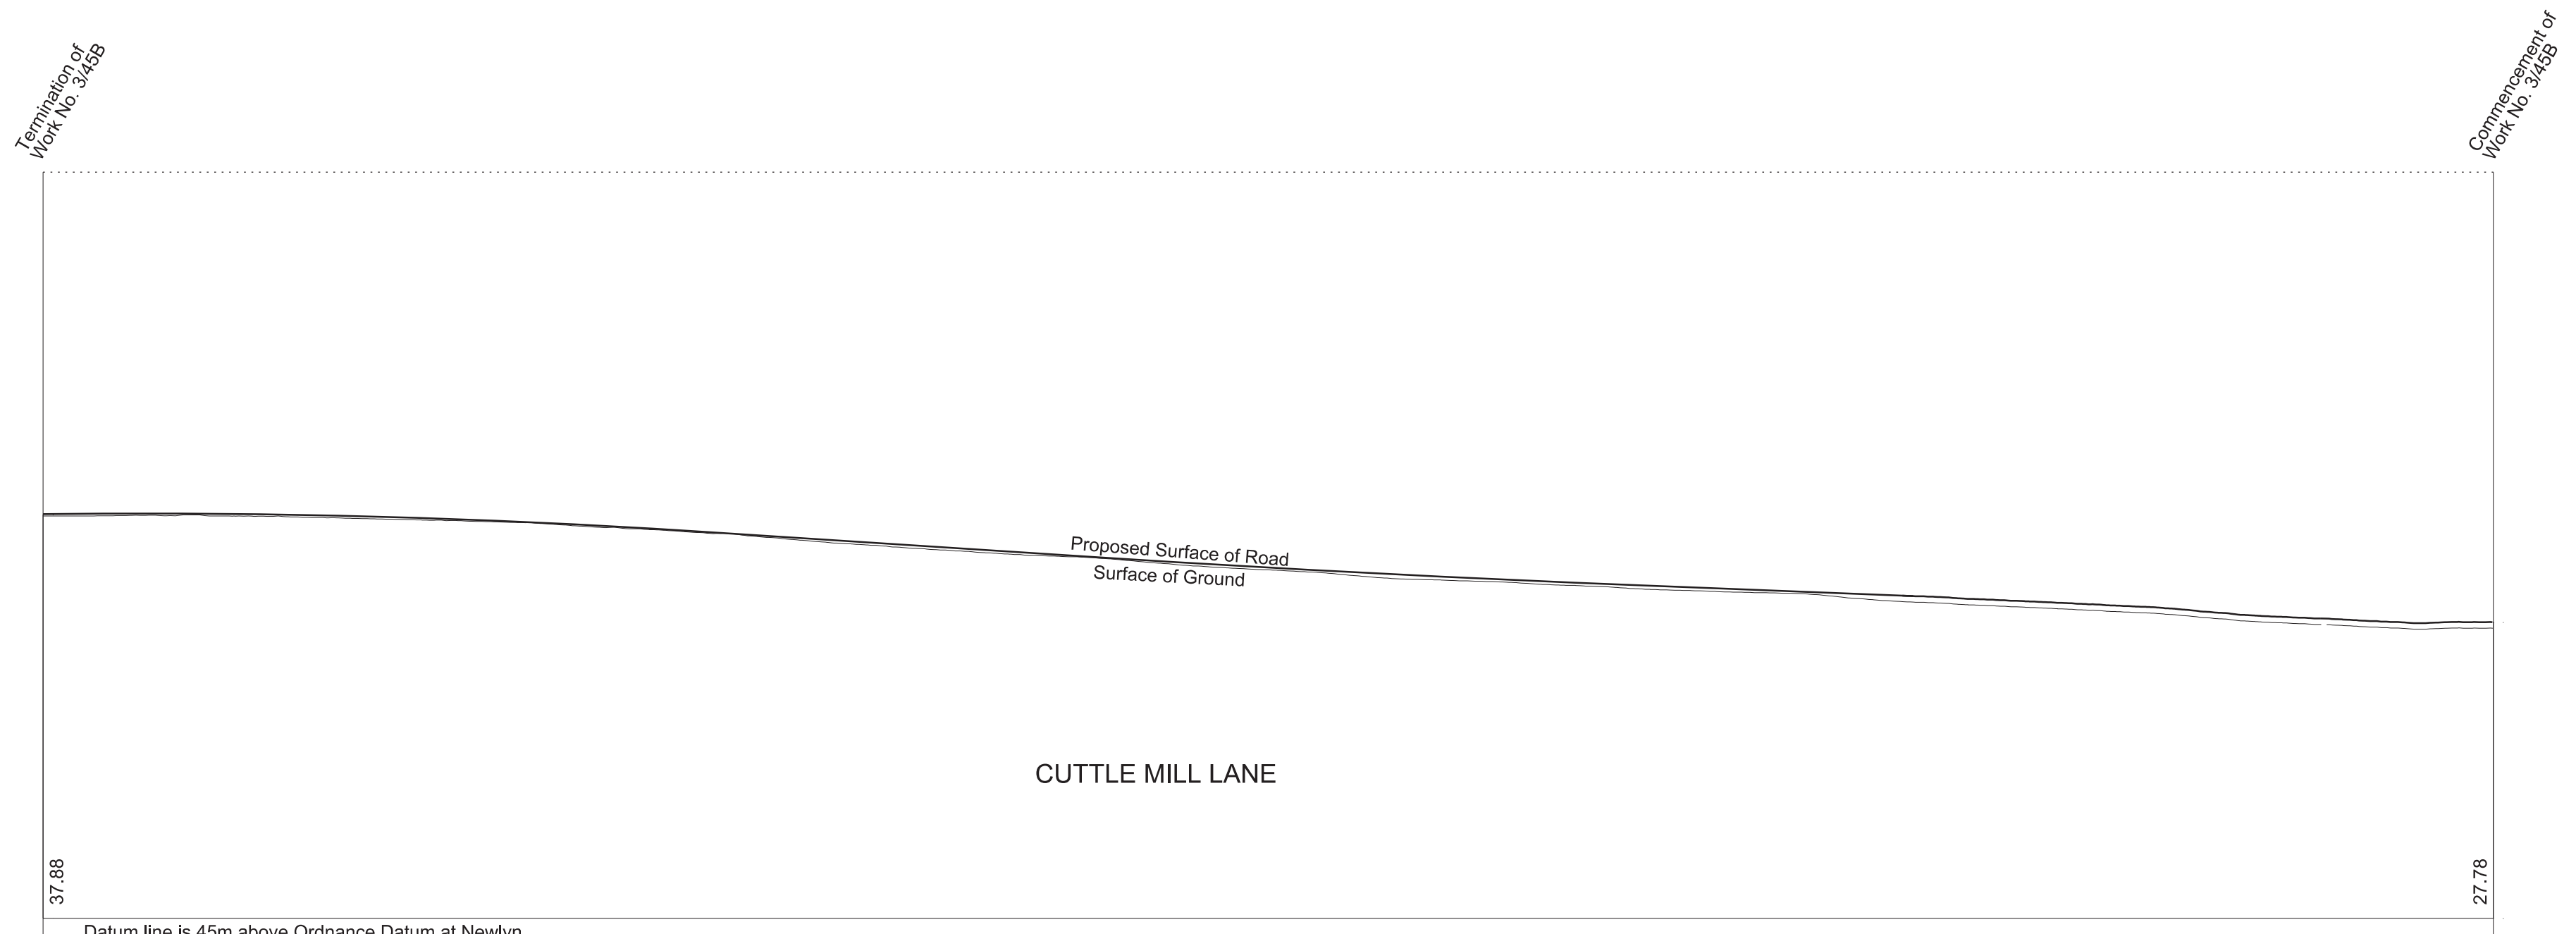 Termination of
Work No. 3/45B
Commencement of
Work No. 3/45B
Proposed Surface of Road
Surface of Ground
CUTTLE MILL LANE
37.88
27.78
Datum line is 45m above Ordnance Datum at Newlyn